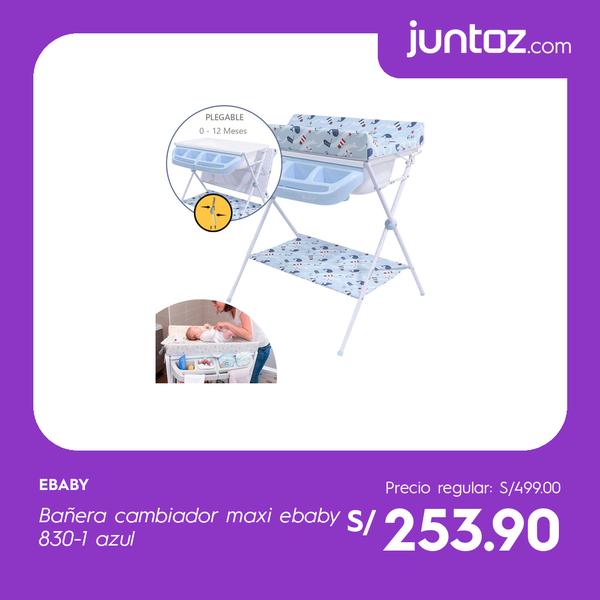 juntoz.com
PLEGABLE
0 - 12 Meses
EBABY
Bañera cambiador maxi ebaby
830-1 azul
Precio regular: S/499.00
S/ 253.90